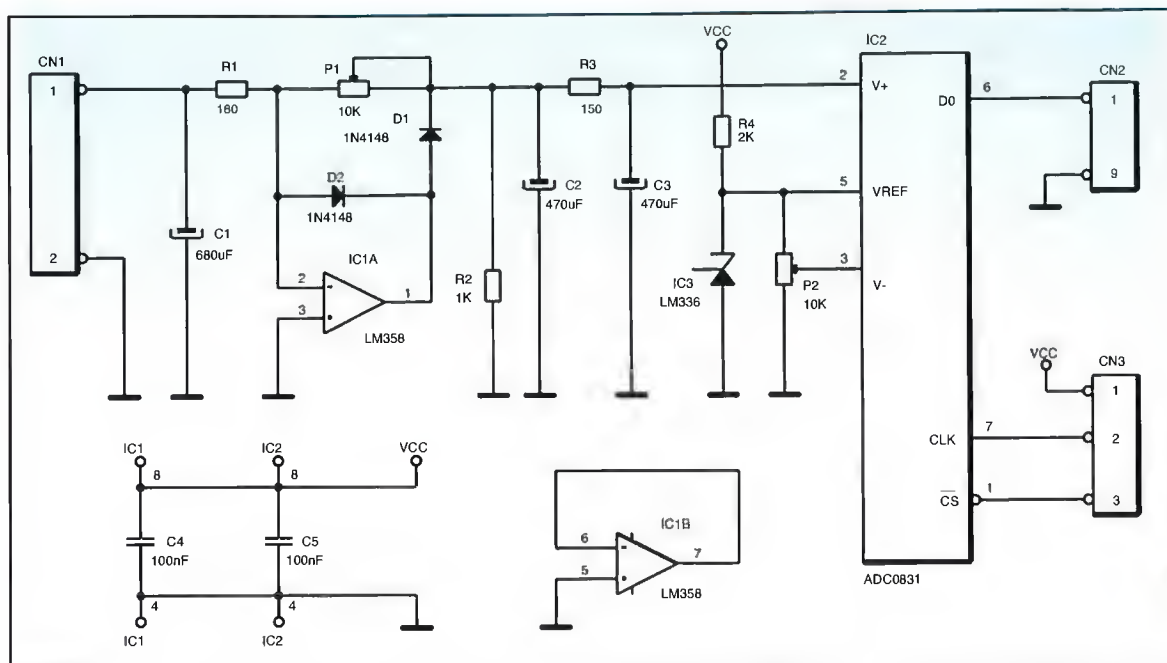 CN1
1
2
R1
180
P1
10K
D1
1N4148
D2
1N4148
C1
680uF
IC1A
2
-
3
+
1
LM358
R2
1K
C2
470uF
R3
150
C3
470uF
VCC
R4
2K
IC3
LM336
P2
10K
IC2
2
V+
5
VREF
3
V-
D0
6
CLK
7
CS
1
ADC0831
CN2
1
9
VCC
CN3
1
2
3
IC1
8
IC2
8
VCC
C4
100nF
C5
100nF
4
IC1
4
IC2
IC1B
6
-
5
+
7
LM358